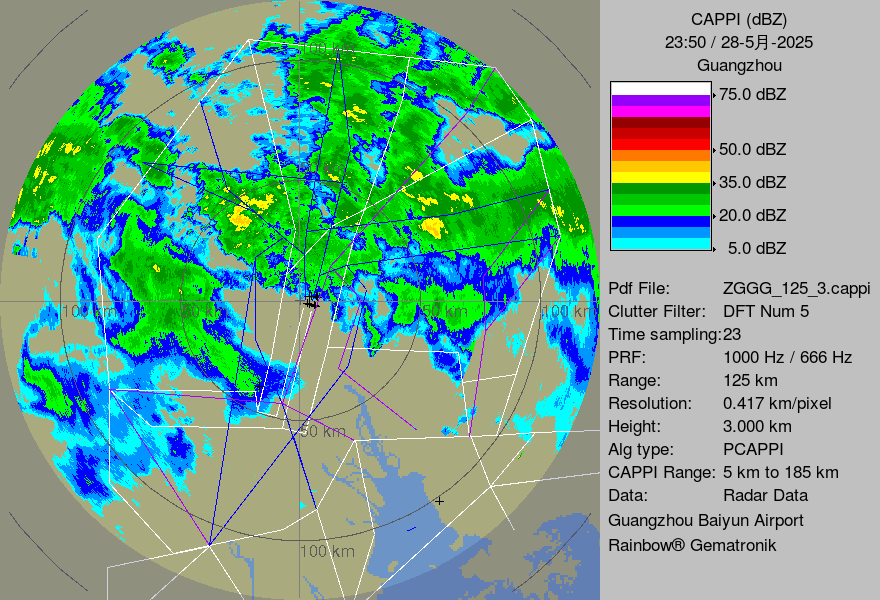 CAPPI (dBZ)
23:50 / 28-5月-2025
Guangzhou
75.0 dBZ
50.0 dBZ
35.0 dBZ
20.0 dBZ
5.0 dBZ
Pdf File: ZGGG_125_3.cappi
Clutter Filter: DFT Num 5
Time sampling:23
PRF: 1000 Hz / 666 Hz
Range: 125 km
Resolution: 0.417 km/pixel
Height: 3.000 km
Alg type: PCAPPI
CAPPI Range: 5 km to 185 km
Data: Radar Data
Guangzhou Baiyun Airport
Rainbow® Gematronik
100 km
100 km
50 km
50 km
100 km
50 km
100 km